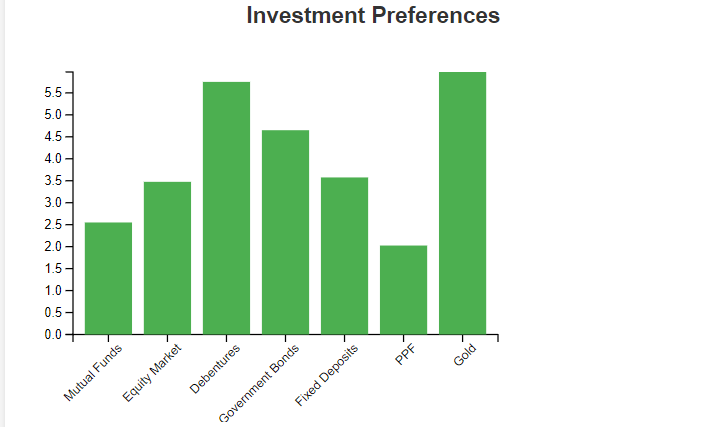 Investment Preferences
5.5
5.0
4.5
4.0
3.5
3.0
2.5
2.0
1.5
1.0
0.5
0.0
Mutual Funds
Equity Market
Debentures
Government Bonds
Fixed Deposits
PPF
Gold